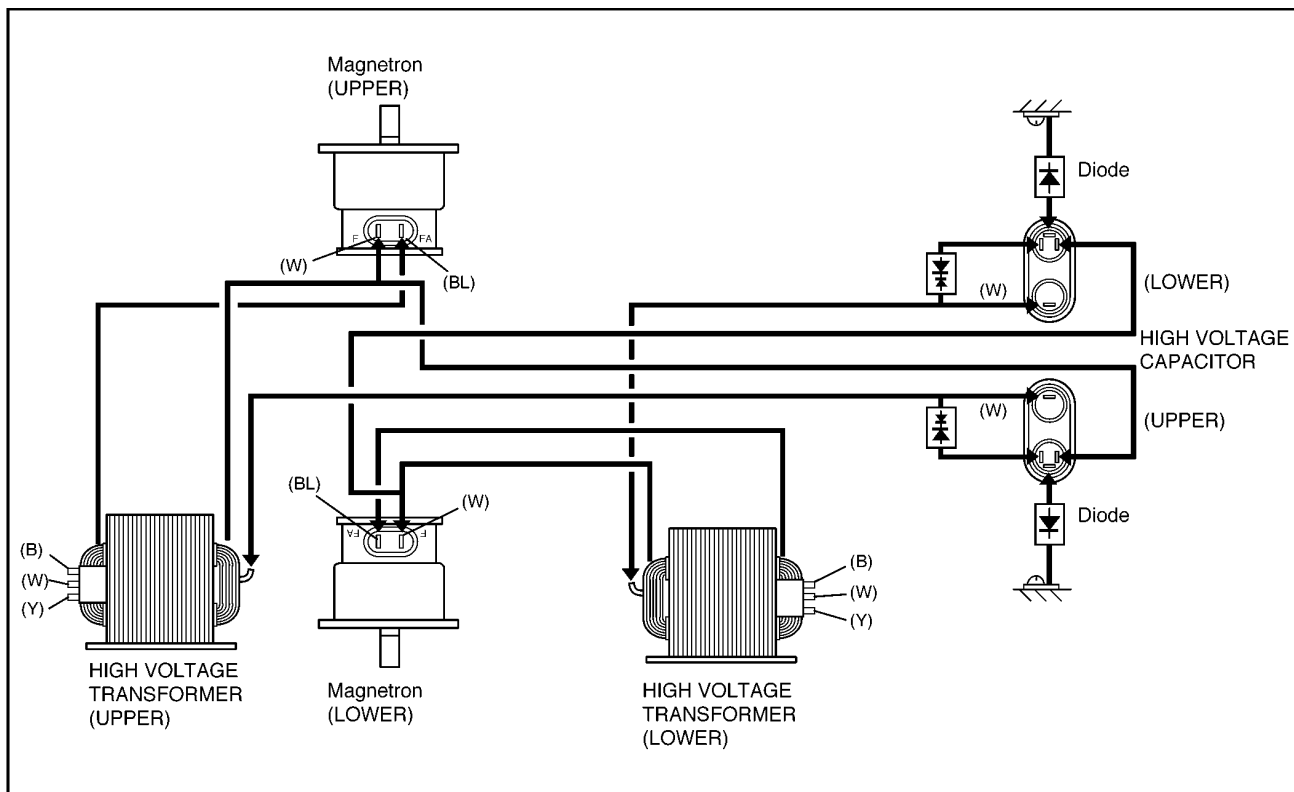 Magnetron
(UPPER)
Diode
F
FA
(W)
(BL)
(W)
(LOWER)
HIGH VOLTAGE
CAPACITOR
(W)
(UPPER)
(BL)
(W)
FA
F
Diode
(B)
(W)
(Y)
(B)
(W)
(Y)
HIGH VOLTAGE
TRANSFORMER
(UPPER)
Magnetron
(LOWER)
HIGH VOLTAGE
TRANSFORMER
(LOWER)